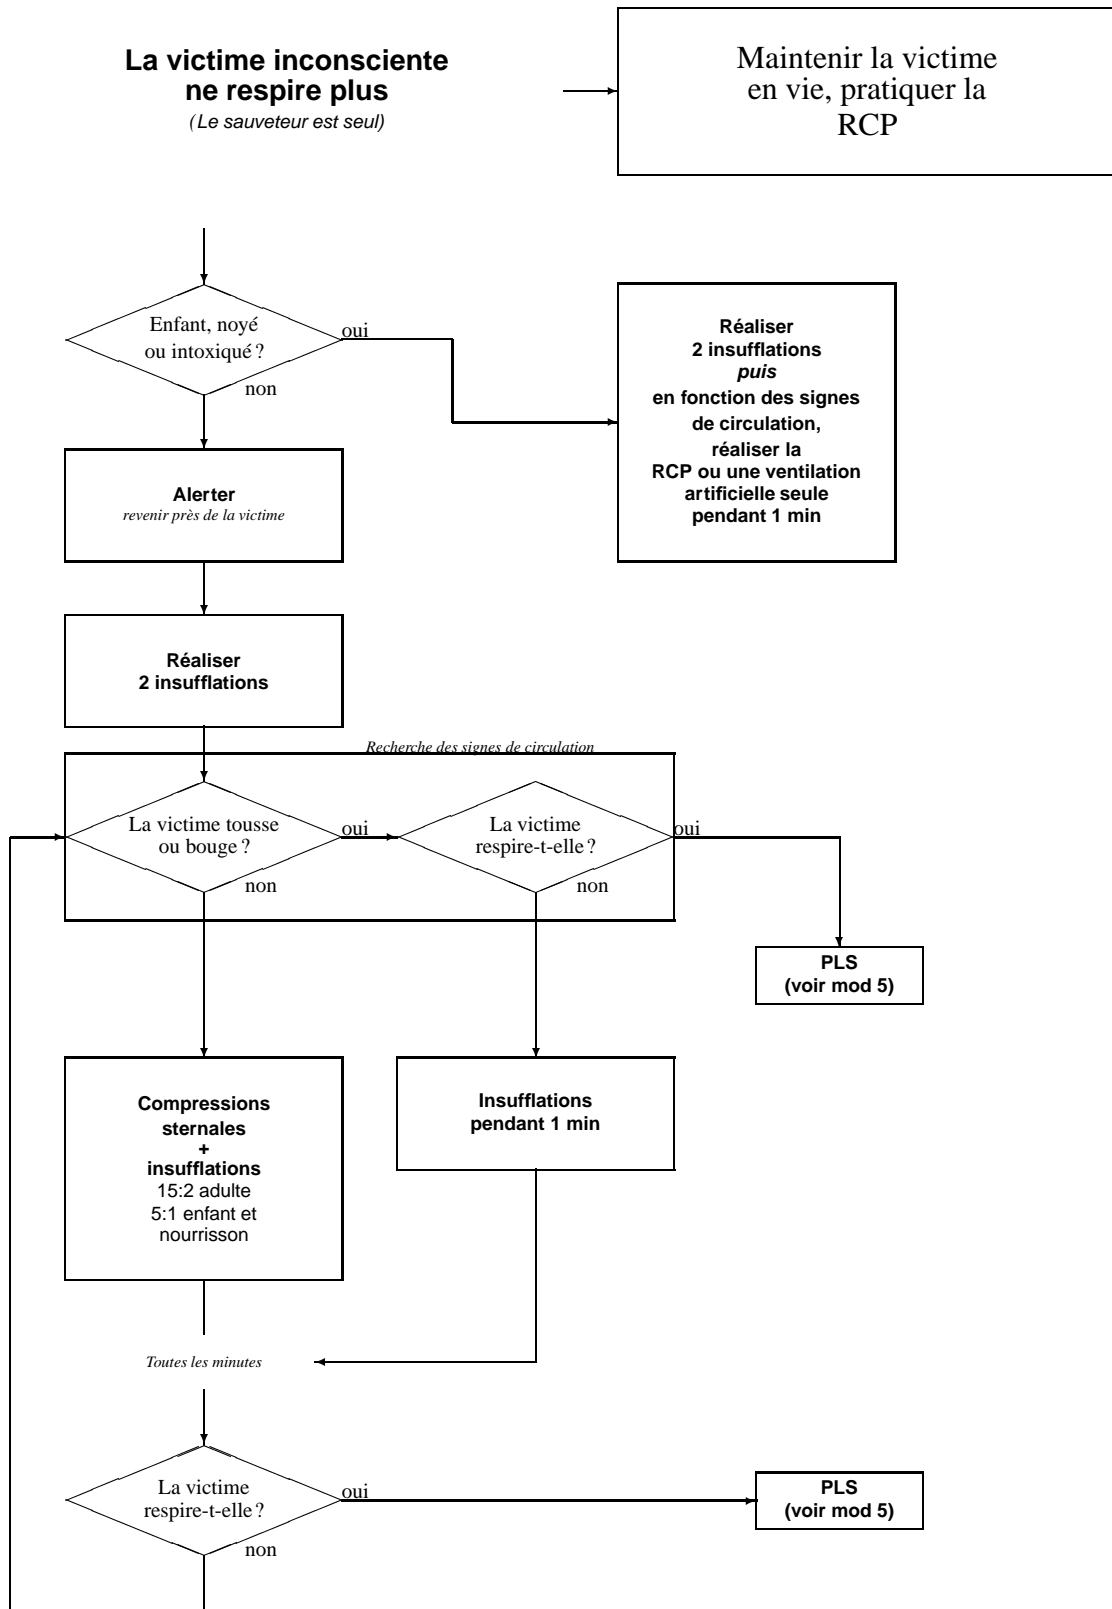 La victime inconsciente
ne respire plus
(Le sauveteur est seul)
Maintenir la victime
en vie, pratiquer la
RCP
Enfant, noyé
ou intoxiqué ?
oui
non
Réaliser
2 insufflations
puis
en fonction des signes
de circulation,
réaliser la
RCP ou une ventilation
artificielle seule
pendant 1 min
Alerter
revenir près de la victime
Réaliser
2 insufflations
Recherche des signes de circulation
La victime tousse
ou bouge ?
oui
non
La victime
respire-t-elle ?
oui
non
PLS
(voir mod 5)
Compressions
sternales
+
insufflations
15:2 adulte
5:1 enfant et
nourrisson
Insufflations
pendant 1 min
Toutes les minutes
La victime
respire-t-elle ?
oui
non
PLS
(voir mod 5)